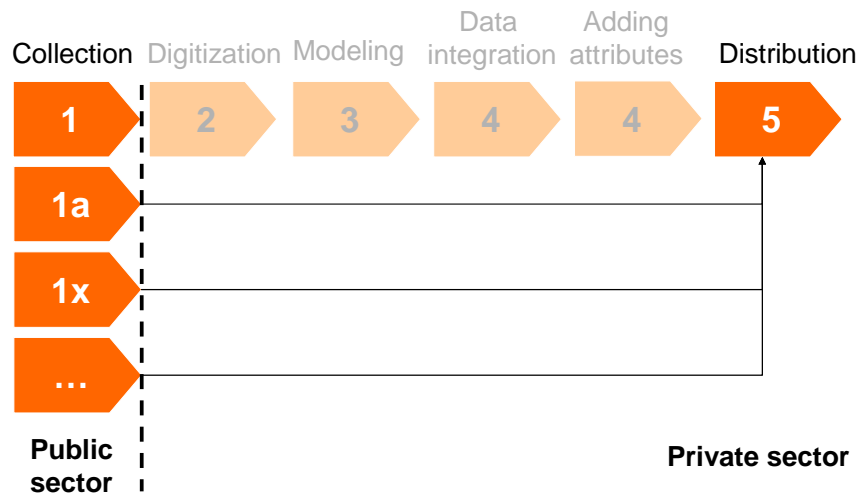 Collection
Digitization
Modeling
Data
integration
Adding
attributes
Distribution
1
2
3
4
4
5
1a
1x
...
Public
sector
Private sector